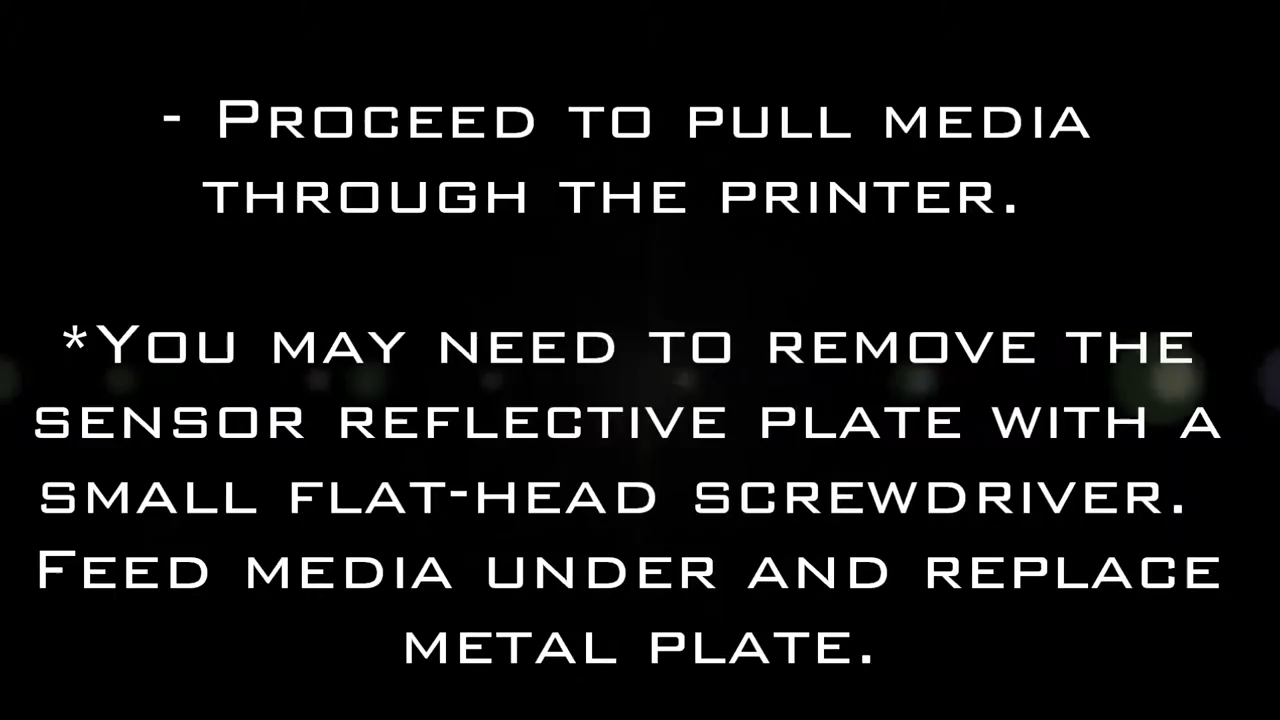 - Proceed to pull media
through the printer.
*You may need to remove the
sensor reflective plate with a
small flat-head screwdriver.
Feed media under and replace
metal plate.